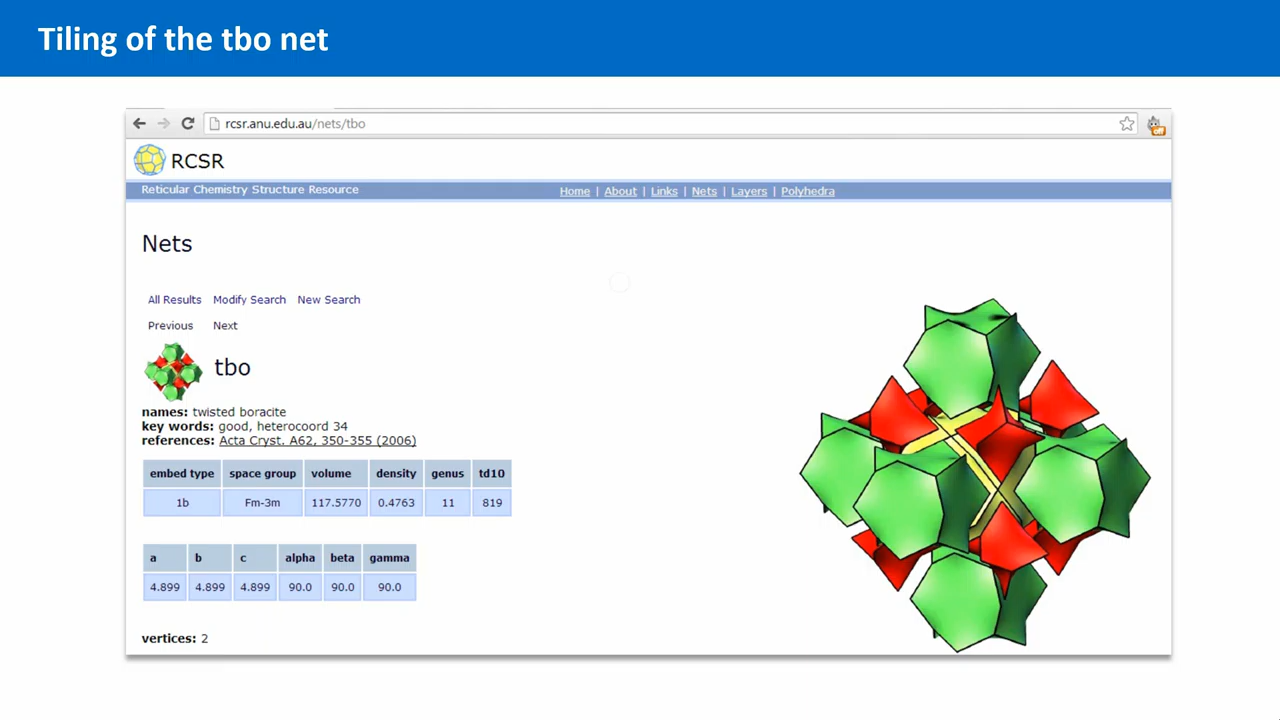 Tiling of the tbo net
rcsr.anu.edu.au/nets/tbo
off
RCSR
Reticular Chemistry Structure Resource
Home | About | Links | Nets | Layers | Polyhedra
Nets
All Results Modify Search New Search
Previous Next
tbo
names: twisted boracite
key words: good, heterocoord 34
references: Acta Cryst. A62, 350-355 (2006)
embed type space group volume density genus td10
1b Fm-3m 117.5770 0.4763 11 819
a b c alpha beta gamma
4.899 4.899 4.899 90.0 90.0 90.0
vertices: 2